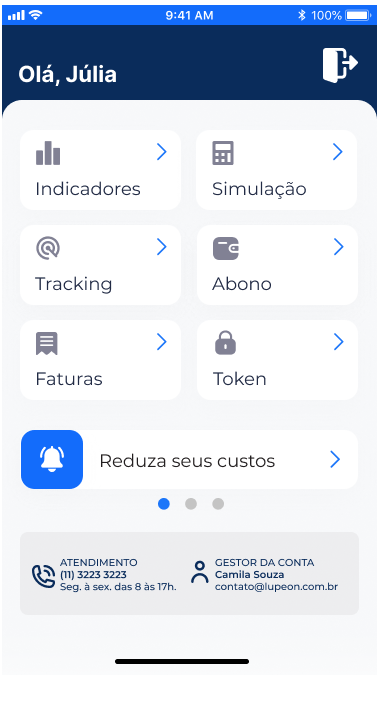 9:41 AM
100%
Olá, Júlia
Indicadores
Simulação
Tracking
Abono
Faturas
Token
Reduza seus custos
ATENDIMENTO
(11) 3223 3223
Seg. à sex. das 8 às 17h.
GESTOR DA CONTA
Camila Souza
contato@lupeon.com.br